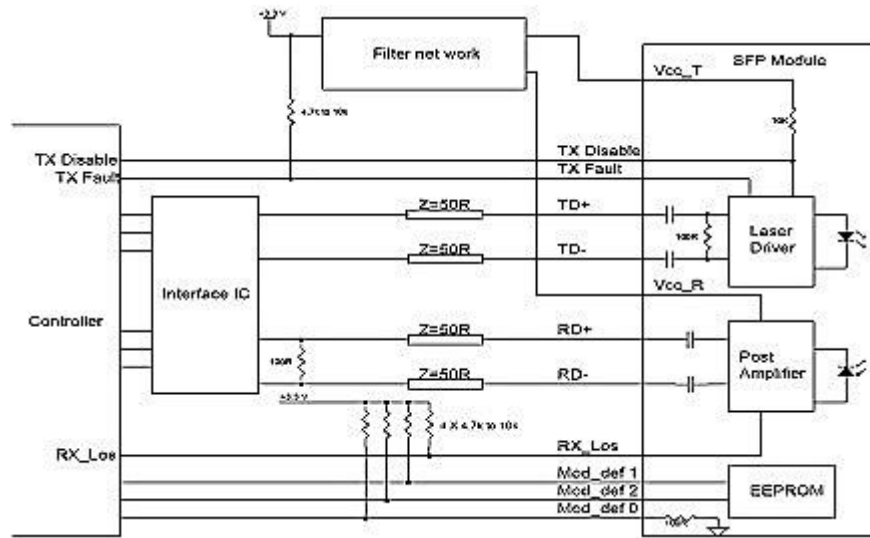 +3.3V
Filter net work
SFP Module
Vcc_T
4.7k to 10k
10K
TX Disable
TX Disable
TX Fault
TX Fault
Z=50R
TD+
100R
Laser
Driver
Z=50R
TD-
Interface IC
Vcc_R
Controller
Z=50R
RD+
100R
Post
Amplifier
Z=50R
RD-
+3.3V
4 X 4.7k to 10k
RX_Los
RX_Los
Mod_def 1
Mod_def 2
Mod_def 0
EEPROM